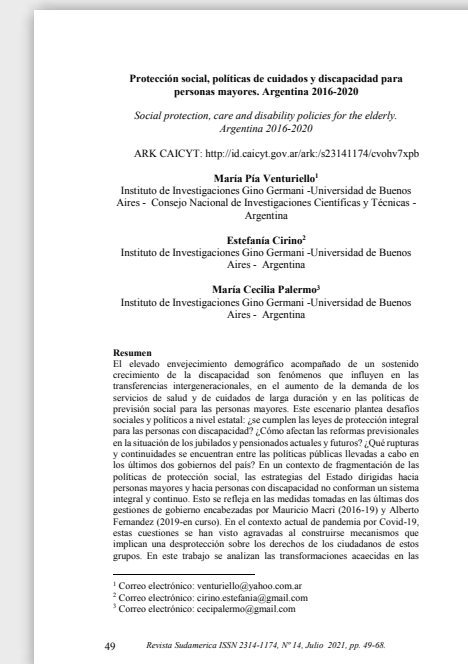 Protección social, políticas de cuidados y discapacidad para
personas mayores. Argentina 2016-2020
Social protection, care and disability policies for the elderly.
Argentina 2016-2020
ARK CAICYT: http://id.caicyt.gov.ar/ark:/s23141174/cvohv7xpb
María Pía Venturiello¹
Instituto de Investigaciones Gino Germani -Universidad de Buenos
Aires - Consejo Nacional de Investigaciones Científicas y Técnicas -
Argentina
Estefanía Cirino²
Instituto de Investigaciones Gino Germani -Universidad de Buenos
Aires - Argentina
María Cecilia Palermo³
Instituto de Investigaciones Gino Germani -Universidad de Buenos
Aires - Argentina
Resumen
El elevado envejecimiento demográfico acompañado de un sostenido
crecimiento de la discapacidad son fenómenos que influyen en las
transferencias intergeneracionales, en el aumento de la demanda de los
servicios de salud y de cuidados de larga duración y en las políticas de
previsión social para las personas mayores. Este escenario plantea desafíos
sociales y políticos a nivel estatal: ¿se cumplen las leyes de protección integral
para las personas con discapacidad? ¿Cómo afectan las reformas previsionales
en la situación de los jubilados y pensionados actuales y futuros? ¿Qué rupturas
y continuidades se encuentran entre las políticas públicas llevadas a cabo en
los últimos dos gobiernos del país? En un contexto de fragmentación de las
políticas de protección social, las estrategias del Estado dirigidas hacia
personas mayores y hacia personas con discapacidad no conforman un sistema
integral y continuo. Esto se refleja en las medidas tomadas en las últimas dos
gestiones de gobierno encabezadas por Mauricio Macri (2016-19) y Alberto
Fernandez (2019-en curso). En el contexto actual de pandemia por Covid-19,
estas cuestiones se han visto agravadas al construirse mecanismos que
implican una desprotección sobre los derechos de los ciudadanos de estos
grupos. En este trabajo se analizan las transformaciones acaecidas en las
¹ Correo electrónico: venturiello@yahoo.com.ar
² Correo electrónico: cirino.estefania@gmail.com
³ Correo electrónico: cecipalermo@gmail.com
49 Revista Sudamerica ISSN 2314-1174, Nº 14, Julio 2021, pp. 49-68.